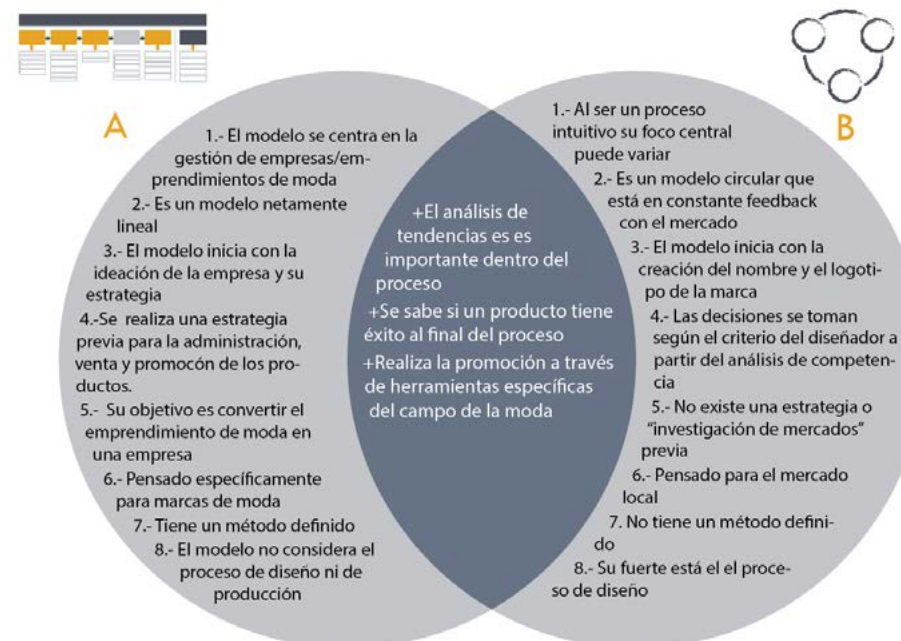 A
1.- El modelo se centra en la
gestión de empresas/em-
prendimientos de moda
2.- Es un modelo netamente
lineal
3.- El modelo inicia con la
ideación de la empresa y su
estrategia
4.-Se realiza una estrategia
previa para la administración,
venta y promocón de los pro-
ductos.
5.- Su objetivo es convertir el
emprendimiento de moda en
una empresa
6.- Pensado específicamente
para marcas de moda
7.- Tiene un método definido
8.- El modelo no considera el
proceso de diseño ni de
producción
+El análisis de
tendencias es es
importante dentro del
proceso
+Se sabe si un producto tiene
éxito al final del proceso
+Realiza la promoción a través
de herramientas específicas
del campo de la moda
B
1.- Al ser un proceso
intuitivo su foco central
puede variar
2.- Es un modelo circular que
está en constante feedback
con el mercado
3.- El modelo inicia con la
creación del nombre y el logoti-
po de la marca
4.- Las decisiones se toman
según el criterio del diseñador a
partir del análisis de competen-
cia
5.- No existe una estrategia o
“investigación de mercados”
previa
6.- Pensado para el mercado
local
7. No tiene un método defini-
do
8.- Su fuerte está el el proce-
so de diseño